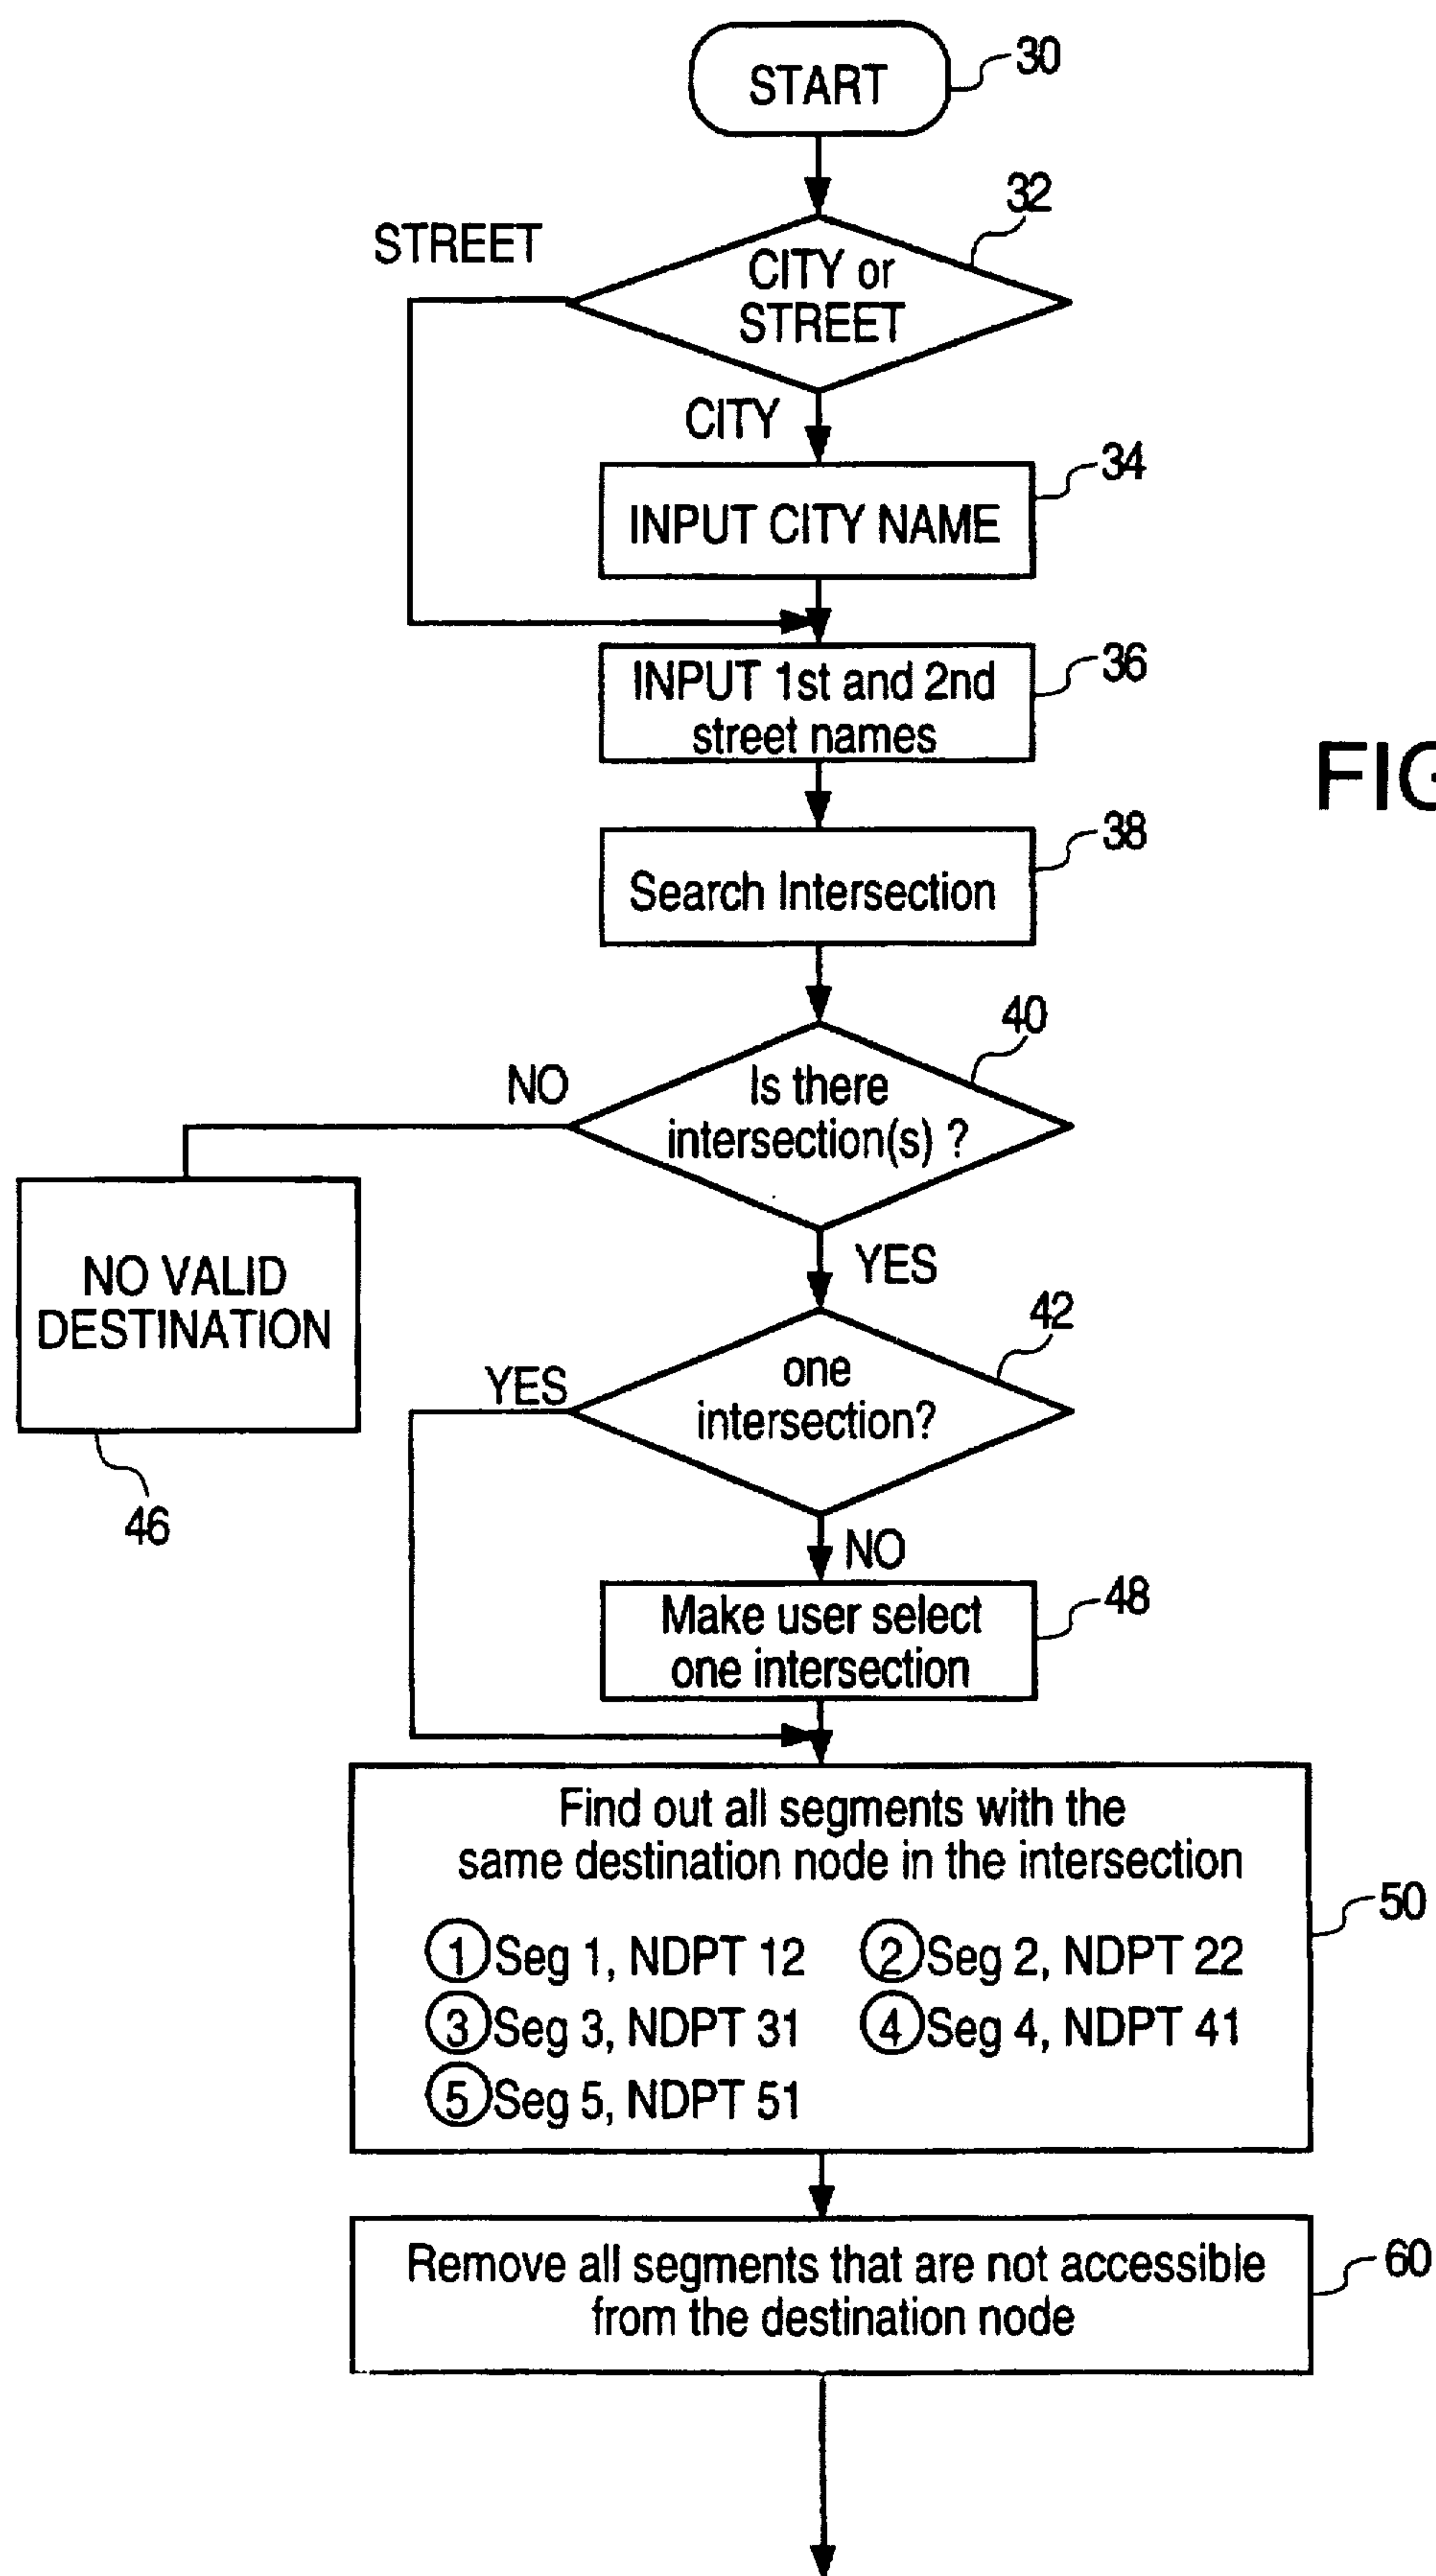 START
30
32
STREET
CITY or
STREET
CITY
34
INPUT CITY NAME
36
INPUT 1st and 2nd
street names
FIG
38
Search Intersection
40
NO
Is there
intersection(s) ?
YES
NO VALID
DESTINATION
46
42
YES
one
intersection?
NO
48
Make user select
one intersection
Find out all segments with the
same destination node in the intersection
50
1 Seg 1, NDPT 12 2 Seg 2, NDPT 22
3 Seg 3, NDPT 31 4 Seg 4, NDPT 41
5 Seg 5, NDPT 51
60
Remove all segments that are not accessible
from the destination node